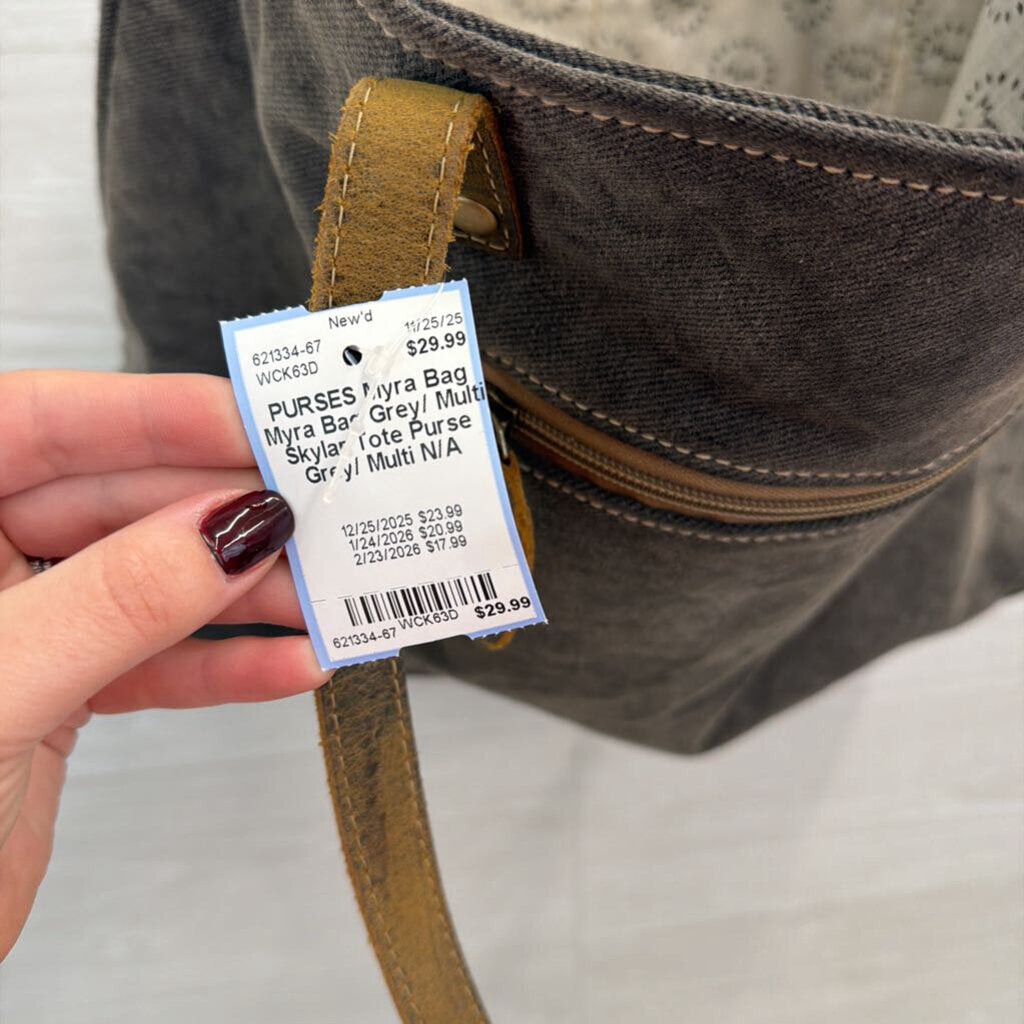 New'd
11/25/25
621334-67
$29.99
WCK63D
PURSES Myra Bag
Myra Bag Grey/ Multi
Skylar Tote Purse
Grey/ Multi N/A
12/25/2025 $23.99
1/24/2026 $20.99
2/23/2026 $17.99
621334-67 WCK63D $29.99